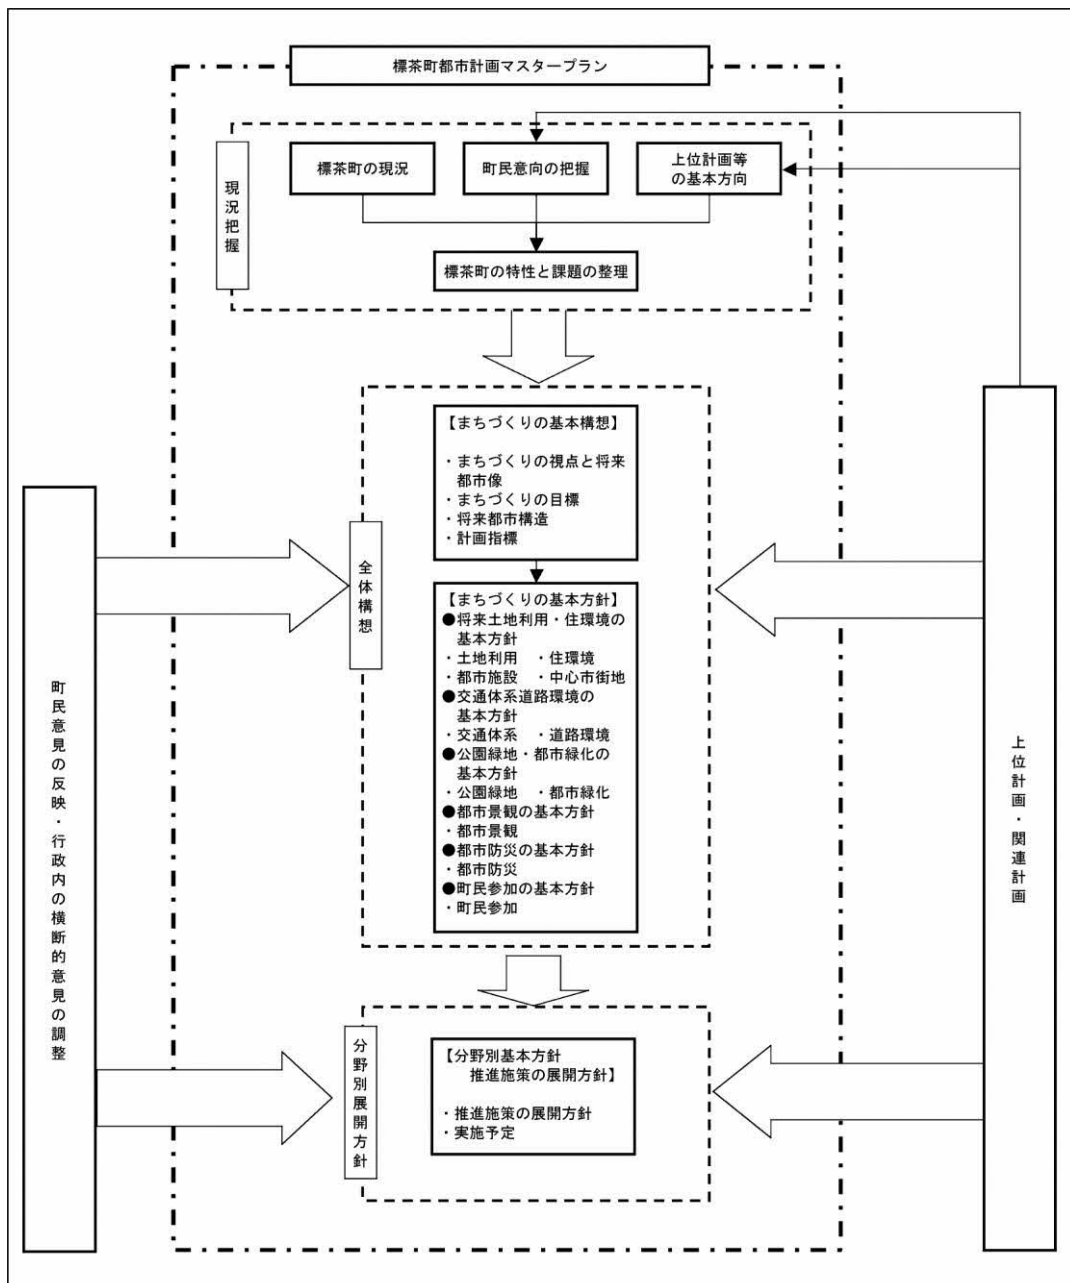 標茶町都市計画マスタープラン
現況把握
標茶町の現況
町民意向の把握
上位計画等
の基本方向
標茶町の特性と課題の整理
全体構想
【まちづくりの基本構想】
・まちづくりの視点と将来
都市像
・まちづくりの目標
・将来都市構造
・計画指標
【まちづくりの基本方針】
●将来土地利用・住環境の
基本方針
・土地利用 ・住環境
・都市施設 ・中心市街地
●交通体系道路環境の
基本方針
・交通体系 ・道路環境
●公園緑地・都市緑化の
基本方針
・公園緑地 ・都市緑化
●都市景観の基本方針
・都市景観
●都市防災の基本方針
・都市防災
●町民参加の基本方針
・町民参加
分野別展開方針
【分野別基本方針
推進施策の展開方針】
・推進施策の展開方針
・実施予定
町民意見の反映・行政内の横断的意見の調整
上位計画・関連計画